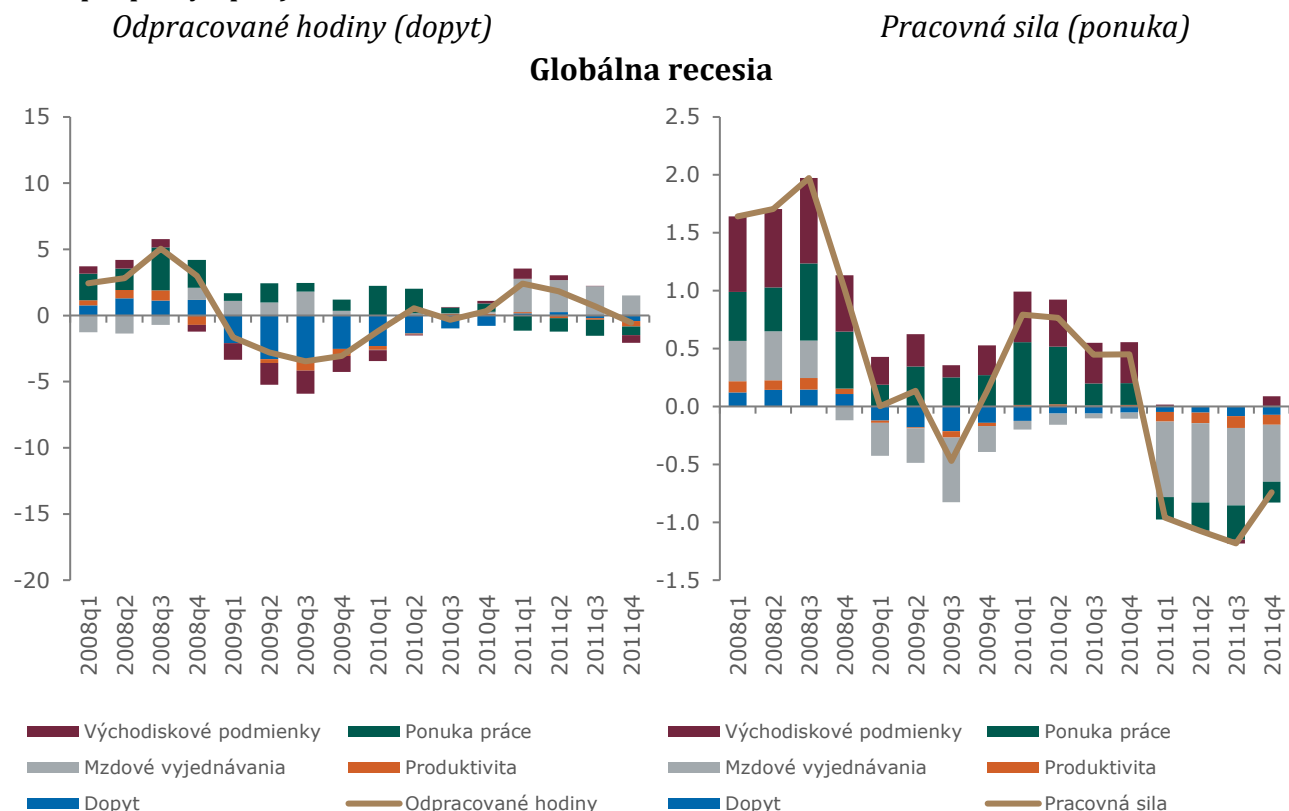 Odpracované hodiny (dopyt)
Pracovná sila (ponuka)
Globálna recesia
15
10
5
0
-5
-10
-15
-20
2008q1
2008q2
2008q3
2008q4
2009q1
2009q2
2009q3
2009q4
2010q1
2010q2
2010q3
2010q4
2011q1
2011q2
2011q3
2011q4
Východiskové podmienky
Ponuka práce
Mzdové vyjednávania
Produktivita
Dopyt
Odpracované hodiny
2.5
2.0
1.5
1.0
0.5
0.0
-0.5
-1.0
-1.5
2008q1
2008q2
2008q3
2008q4
2009q1
2009q2
2009q3
2009q4
2010q1
2010q2
2010q3
2010q4
2011q1
2011q2
2011q3
2011q4
Východiskové podmienky
Ponuka práce
Mzdové vyjednávania
Produktivita
Dopyt
Pracovná sila